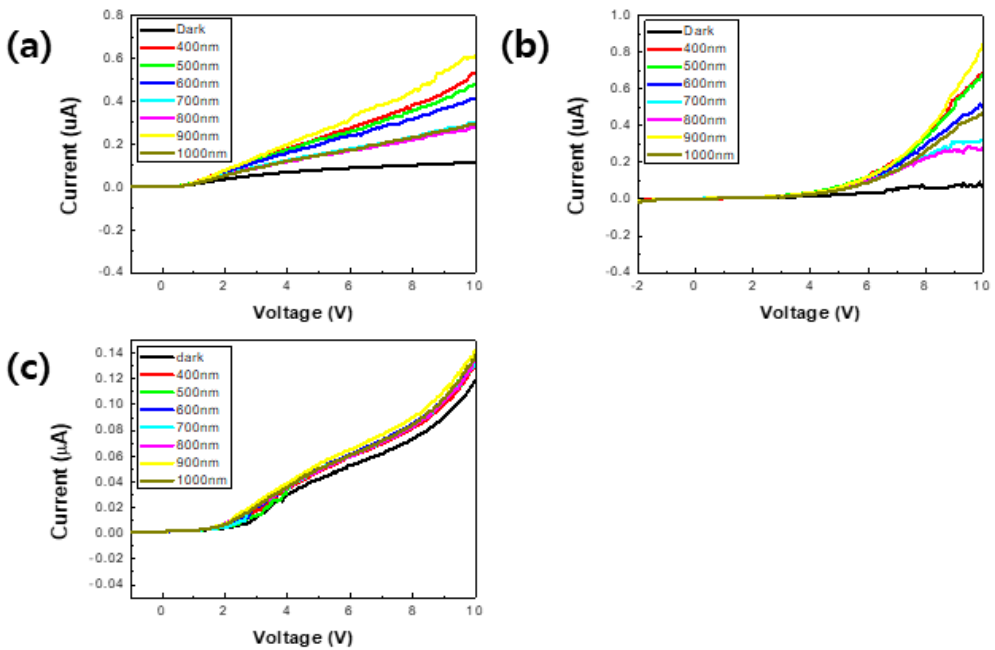 (a)
0.8
0.6
0.4
0.2
0.0
-0.2
-0.4
Current (uA)
Dark
400nm
500nm
600nm
700nm
800nm
900nm
1000nm
0 2 4 6 8 10
Voltage (V)
(b)
1.0
0.8
0.6
0.4
0.2
0.0
-0.2
-0.4
Current (uA)
Dark
400nm
500nm
600nm
700nm
800nm
900nm
1000nm
-2 0 2 4 6 8 10
Voltage (V)
(c)
0.14
0.12
0.10
0.08
0.06
0.04
0.02
0.00
-0.02
-0.04
Current (μA)
dark
400nm
500nm
600nm
700nm
800nm
900nm
1000nm
0 2 4 6 8 10
Voltage (V)